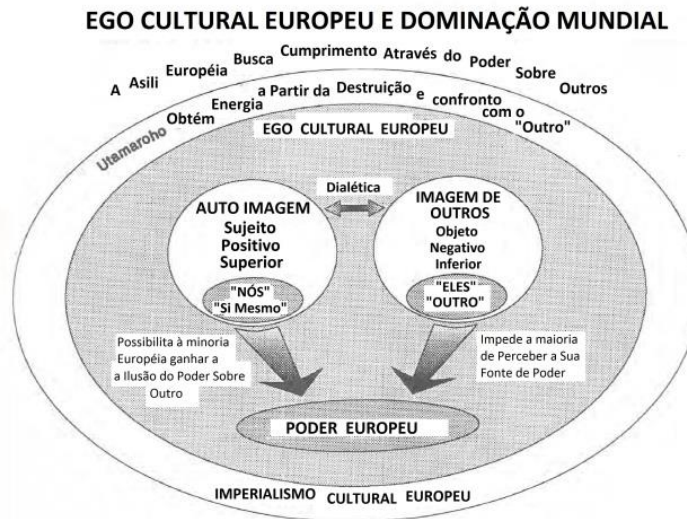 EGO CULTURAL EUROPEU E DOMINAÇÃO MUNDIAL
A Asili Européia Busca Cumprimento Através do Poder Sobre Outros
Utamaroho Obtém Energia a Partir da Destruição e confronto com o "Outro"
EGO CULTURAL EUROPEU
Dialética
AUTO IMAGEM
Sujeito
Positivo
Superior
"NÓS"
"Si Mesmo"
IMAGEM DE
OUTROS
Objeto
Negativo
Inferior
"ELES"
"OUTRO"
Possibilita à minoria
Européia ganhar a
a Ilusão do Poder Sobre
Outro
Impede a maioria
de Perceber a Sua
Fonte de Poder
PODER EUROPEU
IMPERIALISMO CULTURAL EUROPEU